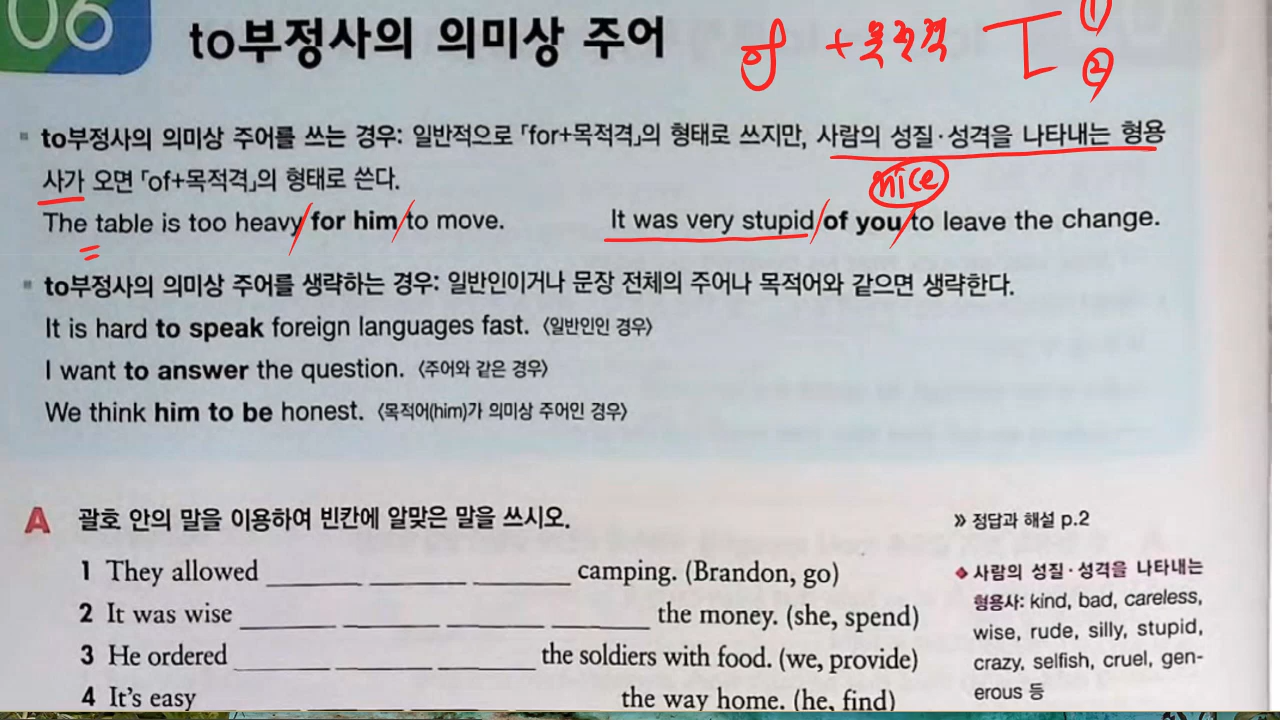 06 to부정사의 의미상 주어
of + 목적격 ① ②
to부정사의 의미상 주어를 쓰는 경우: 일반적으로 「for+목적격」의 형태로 쓰지만, 사람의 성질·성격을 나타내는 형용
사가 오면 「of+목적격」의 형태로 쓴다.
nice
The table is too heavy for him to move. It was very stupid of you to leave the change.
to부정사의 의미상 주어를 생략하는 경우: 일반인이거나 문장 전체의 주어나 목적어와 같으면 생략한다.
It is hard to speak foreign languages fast. 〈일반인인 경우〉
I want to answer the question. 〈주어와 같은 경우〉
We think him to be honest. 〈목적어(him)가 의미상 주어인 경우〉
A 괄호 안의 말을 이용하여 빈칸에 알맞은 말을 쓰시오.
» 정답과 해설 p.2
1 They allowed ______ ______ ______ camping. (Brandon, go)
2 It was wise ______ ______ ______ ______ the money. (she, spend)
3 He ordered ______ ______ ______ the soldiers with food. (we, provide)
4 It's easy ______ the way home. (he, find)
❖ 사람의 성질·성격을 나타내는
형용사: kind, bad, careless,
wise, rude, silly, stupid,
crazy, selfish, cruel, gen-
erous 등